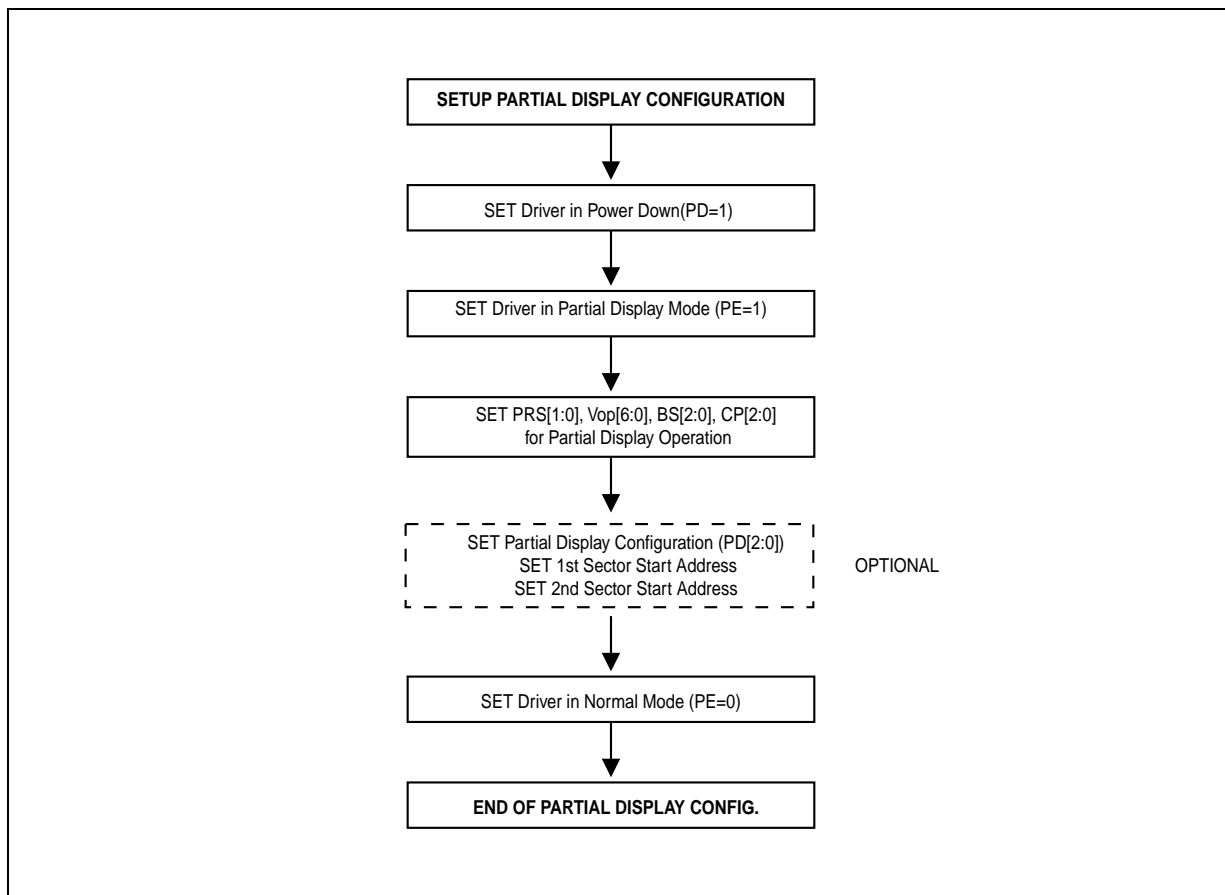 SETUP PARTIAL DISPLAY CONFIGURATION
SET Driver in Power Down(PD=1)
SET Driver in Partial Display Mode (PE=1)
SET PRS[1:0], Vop[6:0], BS[2:0], CP[2:0]
for Partial Display Operation
SET Partial Display Configuration (PD[2:0])
SET 1st Sector Start Address
SET 2nd Sector Start Address
OPTIONAL
SET Driver in Normal Mode (PE=0)
END OF PARTIAL DISPLAY CONFIG.